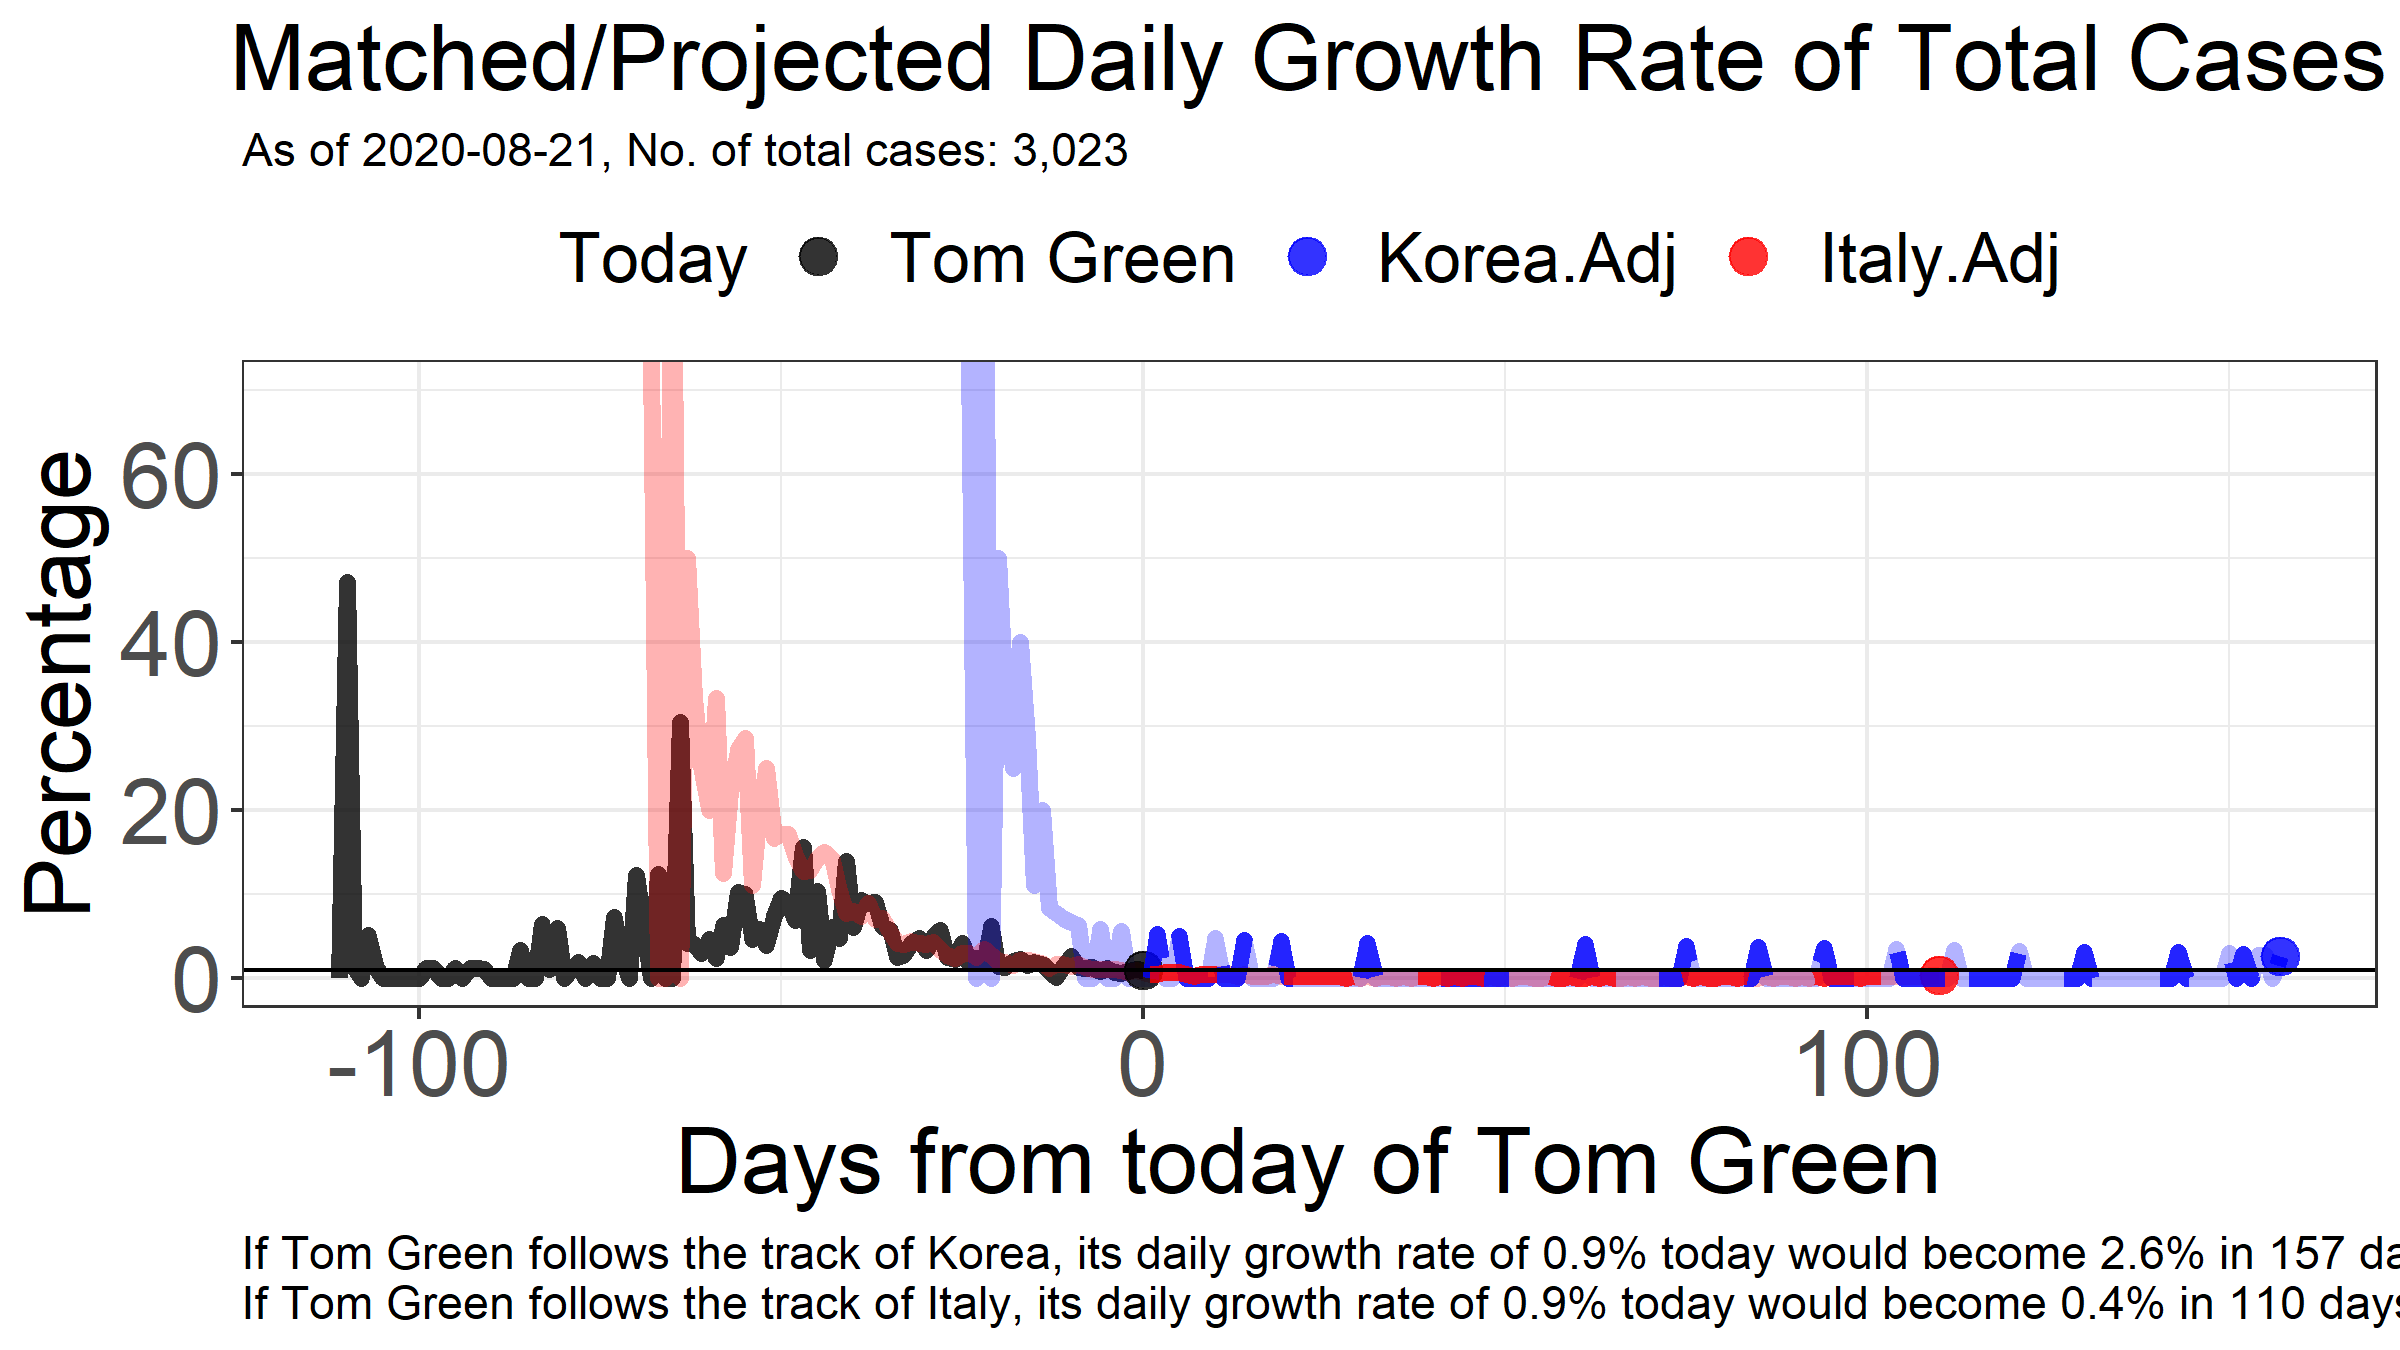 Matched/Projected Daily Growth Rate of Total Cases
As of 2020-08-21, No. of total cases: 3,023
Today Tom Green Korea.Adj Italy.Adj
Percentage
60
40
20
0
-100 0 100
Days from today of Tom Green
If Tom Green follows the track of Korea, its daily growth rate of 0.9% today would become 2.6% in 157
If Tom Green follows the track of Italy, its daily growth rate of 0.9% today would become 0.4% in 110 days